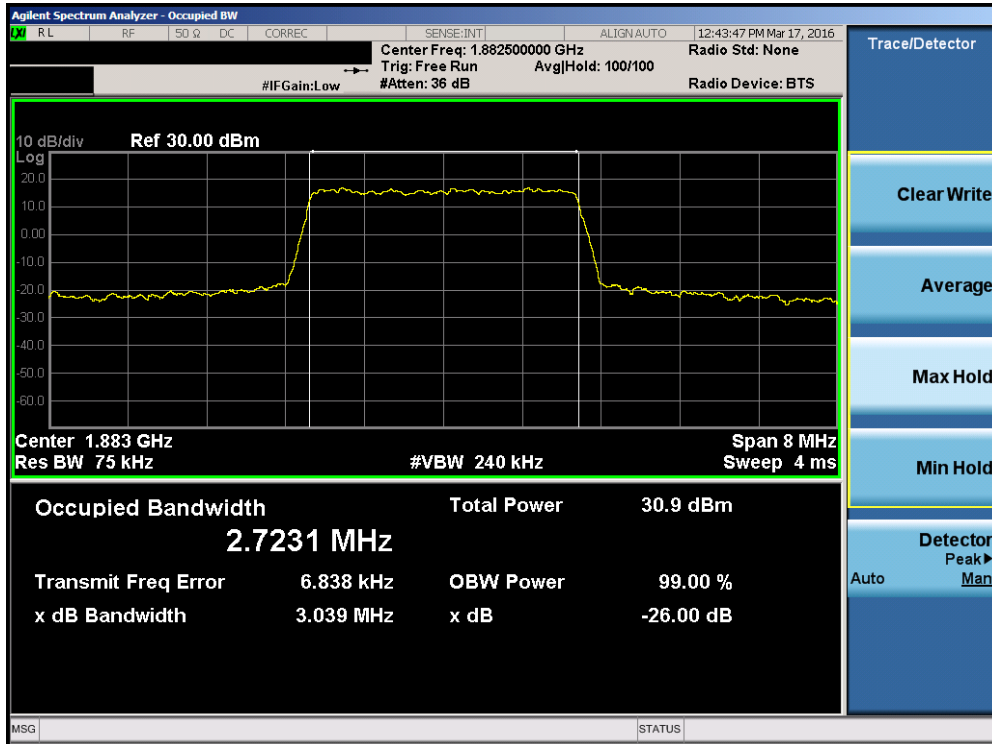 Agilent Spectrum Analyzer - Occupied BW
LXI RL RF 50 Ω DC CORREC SENSE:INT ALIGN AUTO 12:43:47 PM Mar 17, 2016
Center Freq: 1.882500000 GHz Radio Std: None
Trig: Free Run Avg|Hold: 100/100
#IFGain:Low #Atten: 36 dB Radio Device: BTS
10 dB/div Ref 30.00 dBm
Log
20.0
10.0
0.00
-10.0
-20.0
-30.0
-40.0
-50.0
-60.0
Center 1.883 GHz Span 8 MHz
Res BW 75 kHz #VBW 240 kHz Sweep 4 ms
Occupied Bandwidth Total Power 30.9 dBm
2.7231 MHz
Transmit Freq Error 6.838 kHz OBW Power 99.00 %
x dB Bandwidth 3.039 MHz x dB -26.00 dB
MSG STATUS
Trace/Detector
Clear Write
Average
Max Hold
Min Hold
Detector
Peak▶
Auto Man